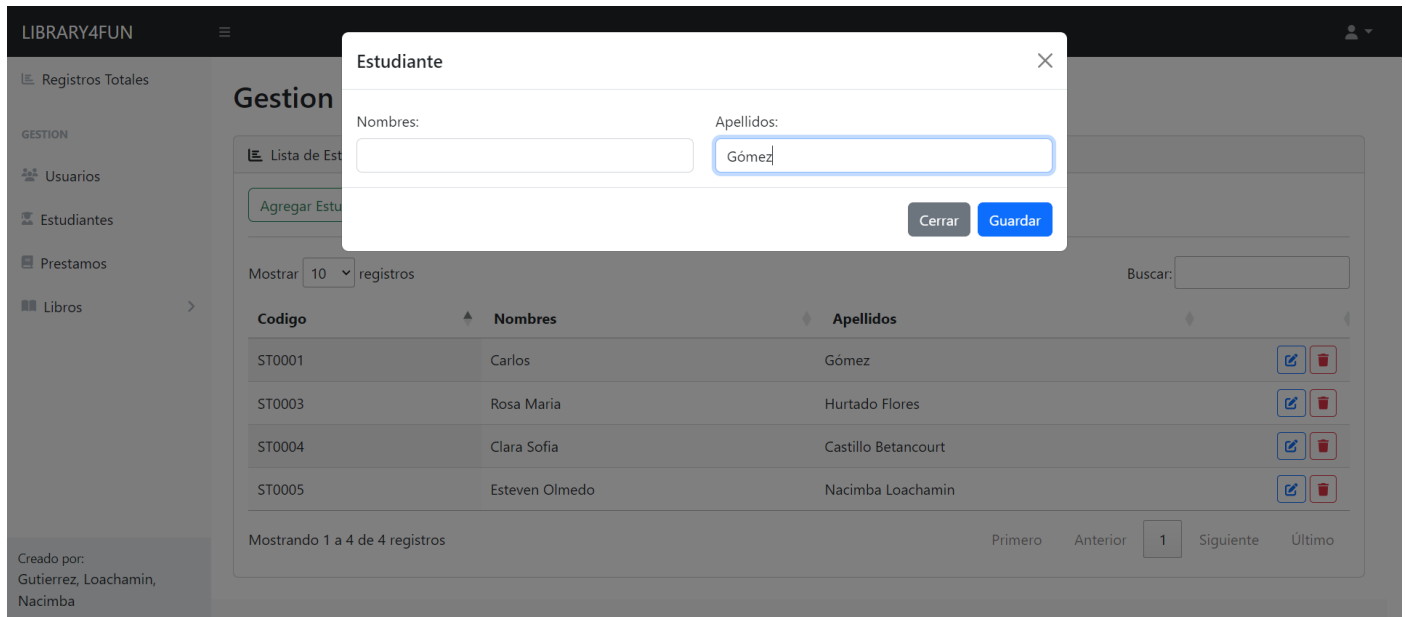 LIBRARY4FUN
Registros Totales
GESTION
Usuarios
Estudiantes
Prestamos
Libros
Creado por:
Gutierrez, Loachamin,
Nacimba
Estudiante
Nombres:
Apellidos:
Gómez
Cerrar
Guardar
Gestion
Lista de Est
Agregar Estu
Mostrar 10 registros
Buscar:
Codigo Nombres Apellidos
ST0001 Carlos Gómez
ST0003 Rosa Maria Hurtado Flores
ST0004 Clara Sofia Castillo Betancourt
ST0005 Esteven Olmedo Nacimba Loachamin
Mostrando 1 a 4 de 4 registros
Primero Anterior 1 Siguiente Último